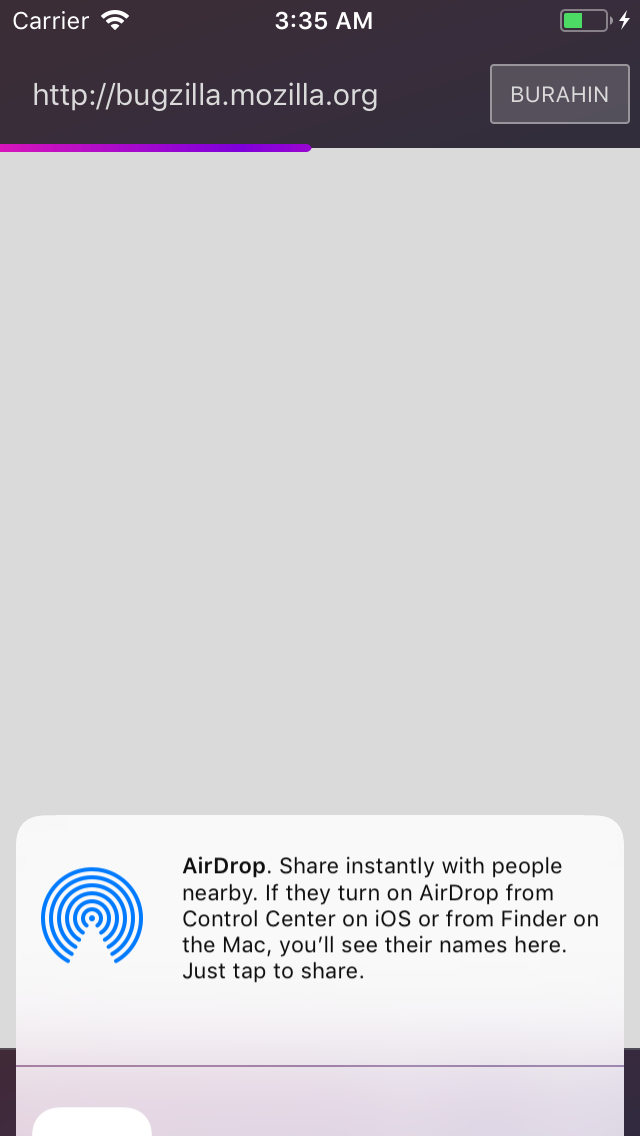 Carrier
3:35 AM
http://bugzilla.mozilla.org
BURAHIN
AirDrop. Share instantly with people
nearby. If they turn on AirDrop from
Control Center on iOS or from Finder on
the Mac, you’ll see their names here.
Just tap to share.